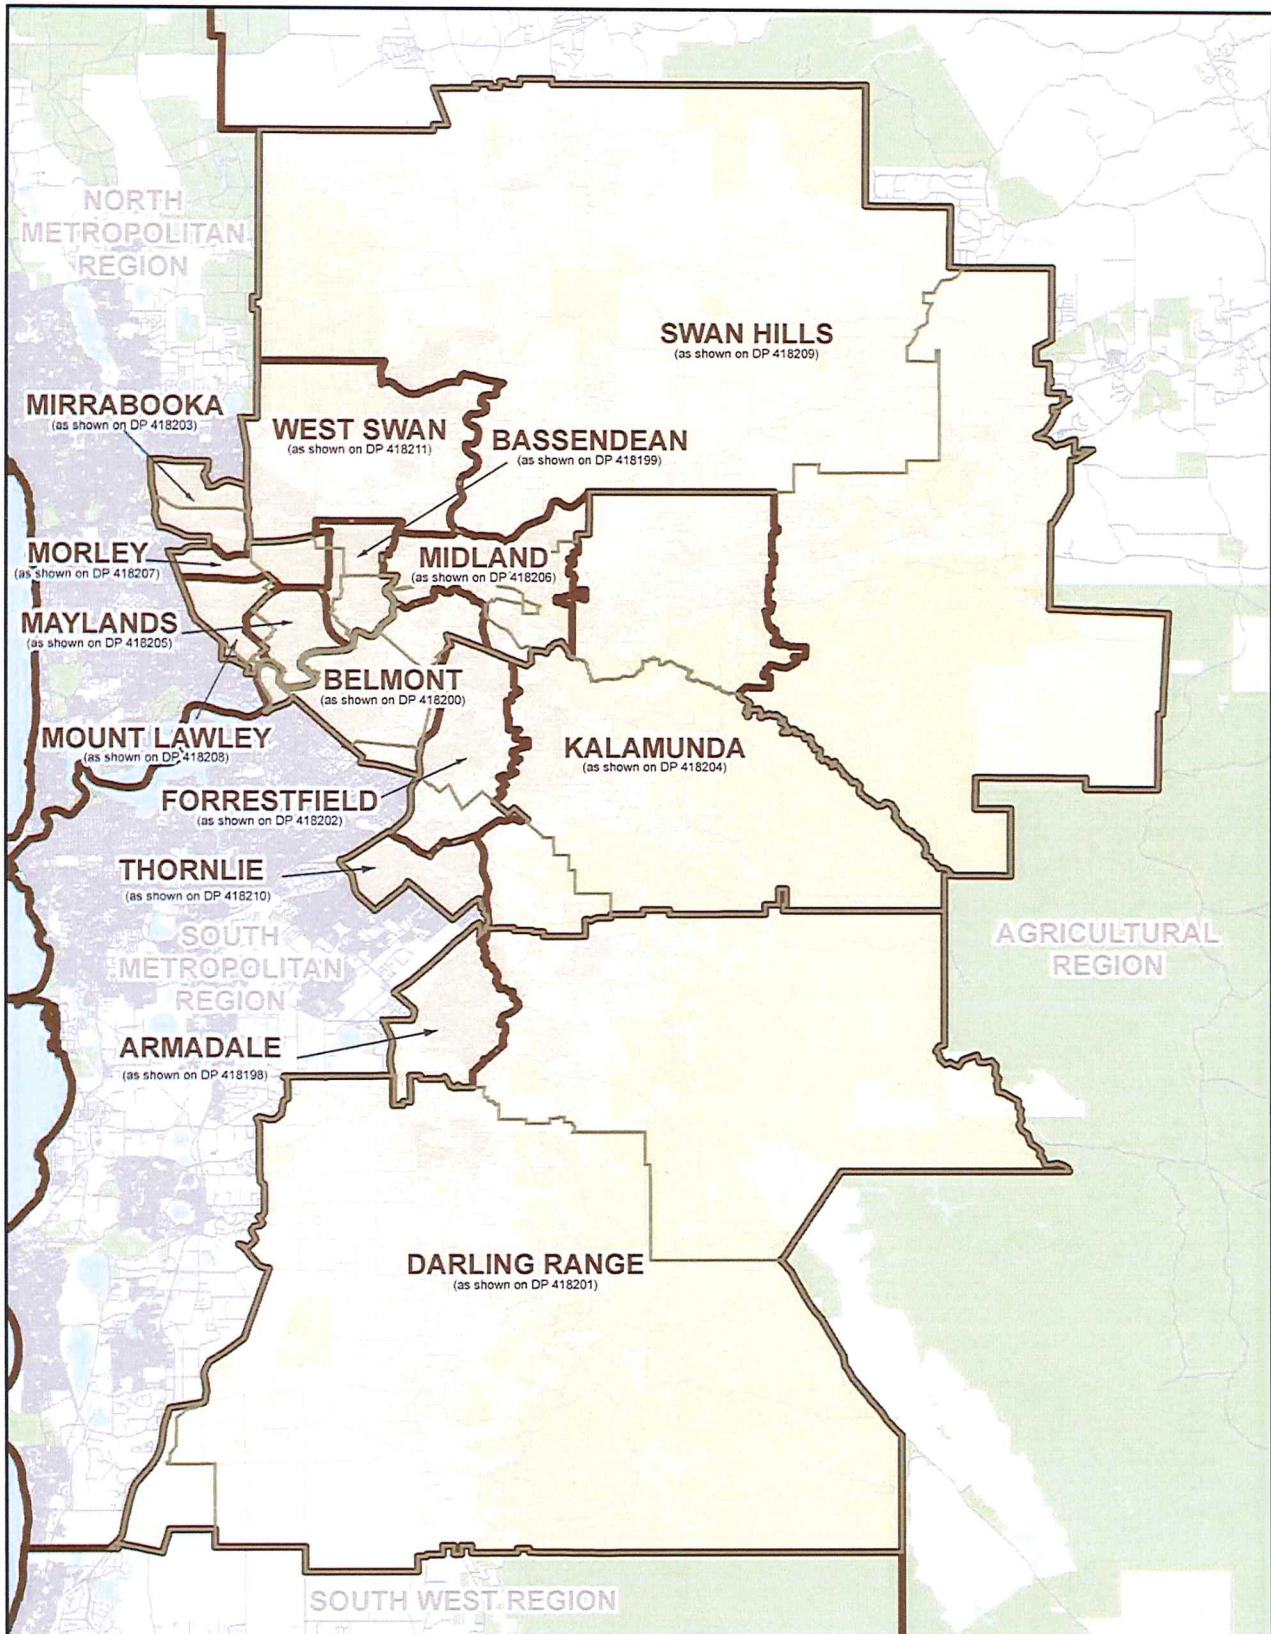 NORTH
METROPOLITAN
REGION
SWAN HILLS
(as shown on DP 418209)
MIRRABOOKA
(as shown on DP 418203)
WEST SWAN
(as shown on DP 418211)
BASSENDEAN
(as shown on DP 418199)
MORLEY
(as shown on DP 418207)
MIDLAND
(as shown on DP 418206)
MAYLANDS
(as shown on DP 418205)
BELMONT
(as shown on DP 418200)
MOUNT LAWLEY
(as shown on DP 418208)
KALAMUNDA
(as shown on DP 418204)
FORRESTFIELD
(as shown on DP 418202)
THORNLIE
(as shown on DP 418210)
SOUTH
METROPOLITAN
REGION
AGRICULTURAL
REGION
ARMADALE
(as shown on DP 418198)
DARLING RANGE
(as shown on DP 418201)
SOUTH WEST REGION